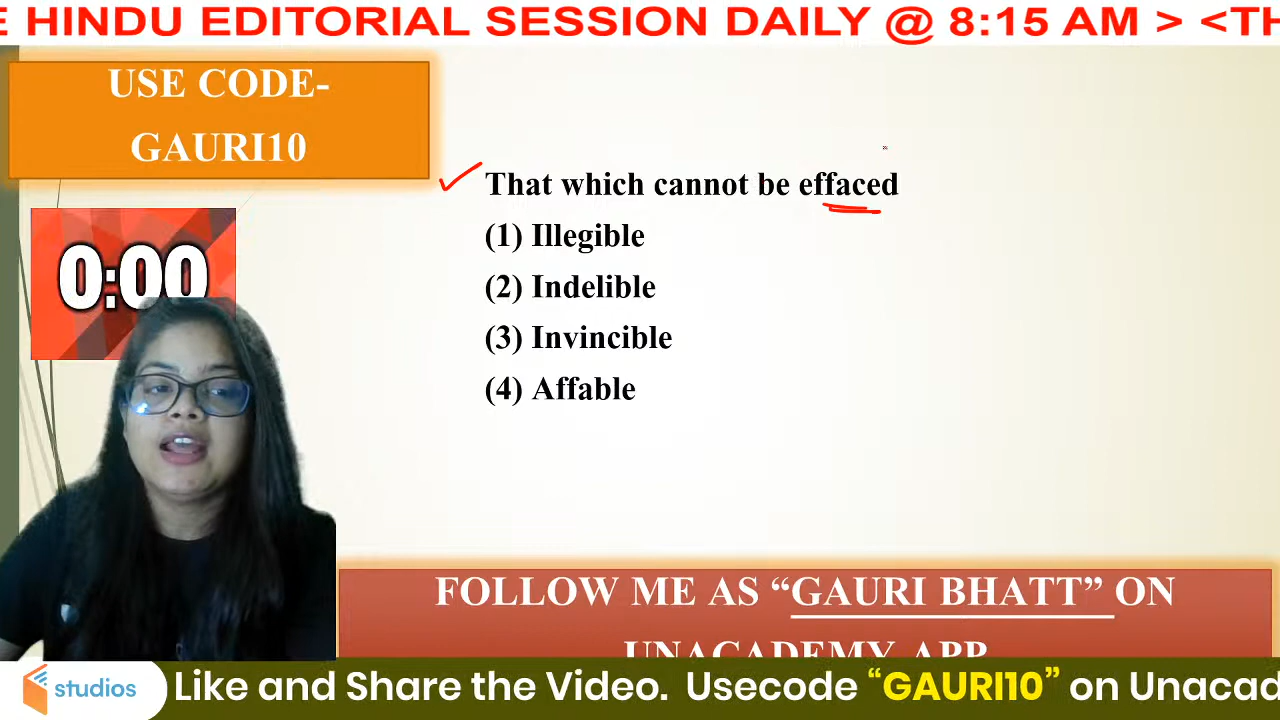 E HINDU EDITORIAL SESSION DAILY @ 8:15 AM > <TH
USE CODE-
GAURI10
0:00
That which cannot be effaced
(1) Illegible
(2) Indelible
(3) Invincible
(4) Affable
FOLLOW ME AS “GAURI BHATT” ON
UNACADEMY APP
studios
Like and Share the Video. Usecode “GAURI10” on Unacad